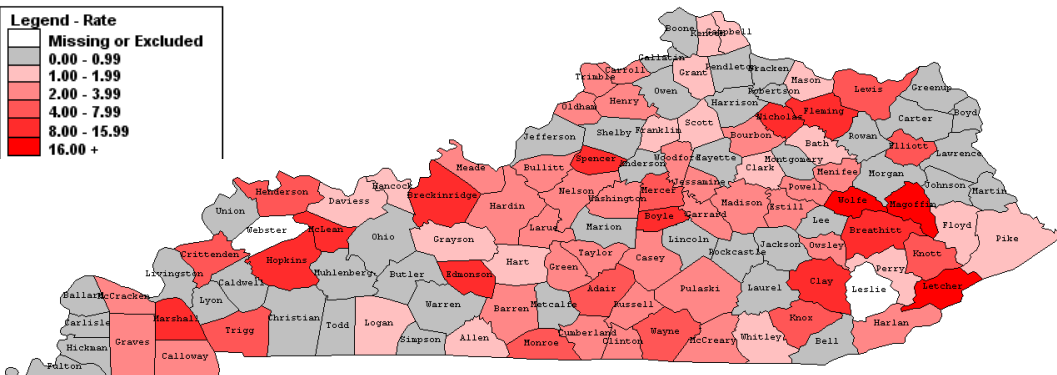 Legend - Rate
Missing or Excluded
0.00 - 0.99
1.00 - 1.99
2.00 - 3.99
4.00 - 7.99
8.00 - 15.99
16.00 +
Boone
Kenton
Campbell
Gallatin
Pendleton
Bracken
Grant
Carroll
Trimble
Owen
Mason
Robertson
Lewis
Greenup
Oldham
Henry
Harrison
Nicholas
Fleming
Carter
Boyd
Jefferson
Shelby
Franklin
Scott
Bourbon
Rowan
Elliott
Lawrence
Spencer
Anderson
Woodford
Fayette
Montgomery
Bath
Clark
Menifee
Morgan
Meade
Bullitt
Nelson
Washington
Mercer
Jessamine
Madison
Powell
Estill
Wolfe
Magoffin
Johnson
Martin
Hancock
Daviess
Henderson
Breckinridge
Hardin
Union
Webster
McLean
Ohio
Grayson
Larue
Marion
Boyle
Garrard
Lee
Breathitt
Floyd
Pike
Crittenden
Hopkins
Muhlenberg
Butler
Edmonson
Hart
Green
Taylor
Casey
Lincoln
Rockcastle
Jackson
Owsley
Perry
Knott
Livingston
Caldwell
Lyon
Warren
Barren
Metcalfe
Adair
Russell
Pulaski
Laurel
Clay
Leslie
Letcher
Ballard
McCracken
Carlisle
Marshall
Trigg
Christian
Todd
Logan
Simpson
Allen
Monroe
Cumberland
Clinton
Wayne
McCreary
Whitley
Knox
Bell
Harlan
Hickman
Graves
Calloway
Fulton